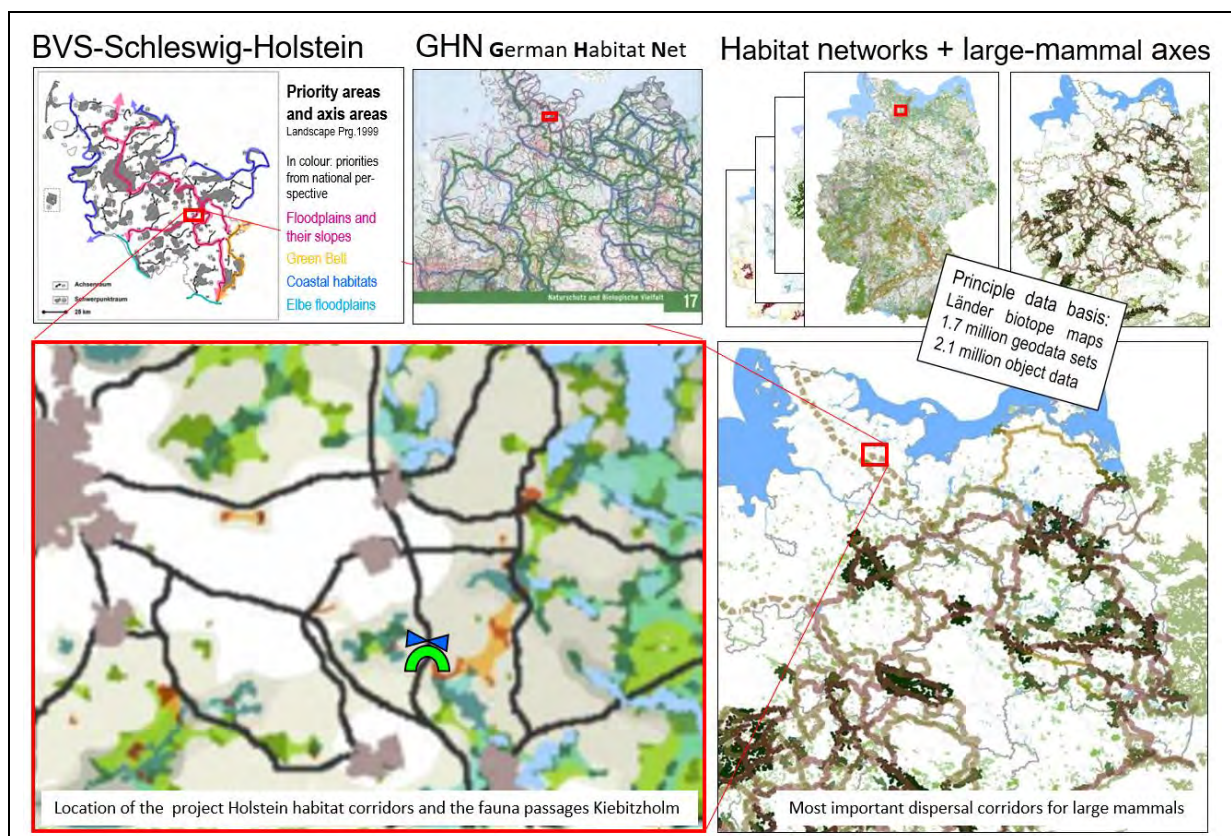 BVS-Schleswig-Holstein
GHN German Habitat Net
Habitat networks + large-mammal axes
Priority areas
and axis areas
Landscape Prg.1999
In colour: priorities
from national per-
spective
Floodplains and
their slopes
Green Bell
Coastal habitats
Elbe floodplains
Achsenraum
Schwerpunktraum
25 km
Naturschutz und Biologische Vielfalt 17
Principle data basis:
Länder biotope maps
1.7 million geodata sets
2.1 million object data
Location of the project Holstein habitat corridors and the fauna passages Kiebitzholm
Most important dispersal corridors for large mammals